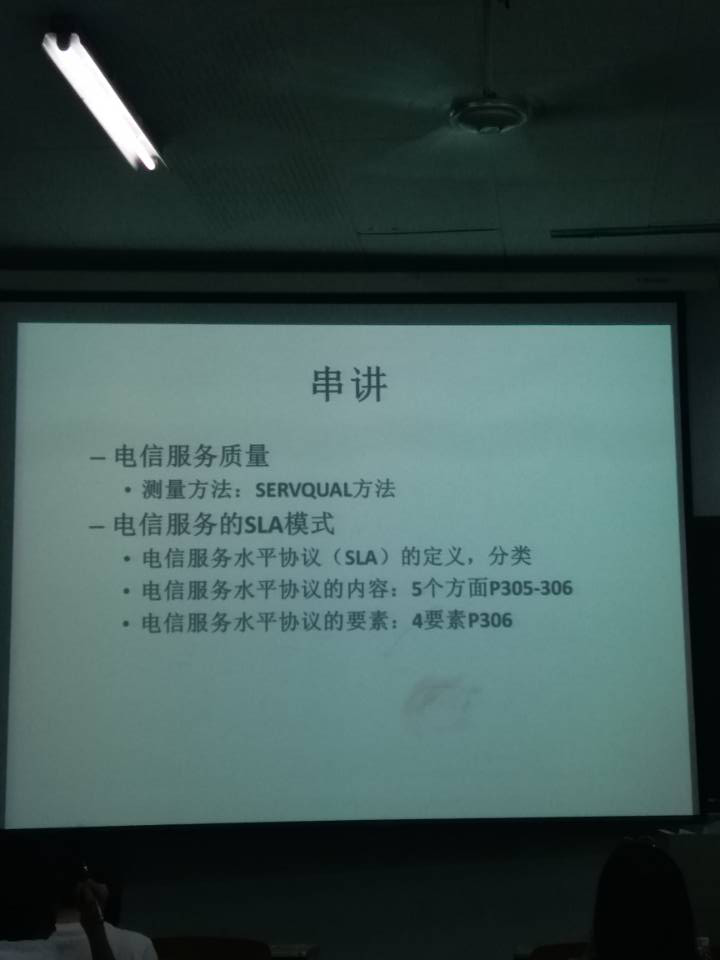 串讲
– 电信服务质量
• 测量方法：SERVQUAL方法
– 电信服务的SLA模式
• 电信服务水平协议（SLA）的定义，分类
• 电信服务水平协议的内容：5个方面P305-306
• 电信服务水平协议的要素：4要素P306